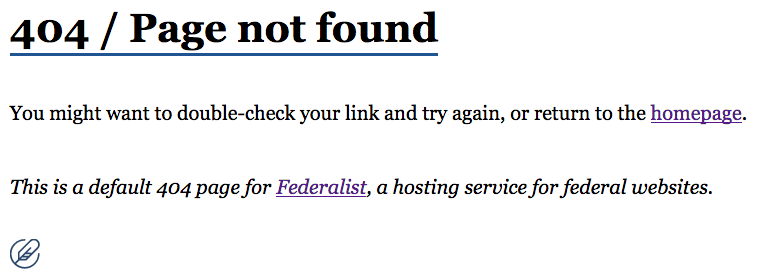 404 / Page not found
You might want to double-check your link and try again, or return to the homepage.
This is a default 404 page for Federalist, a hosting service for federal websites.